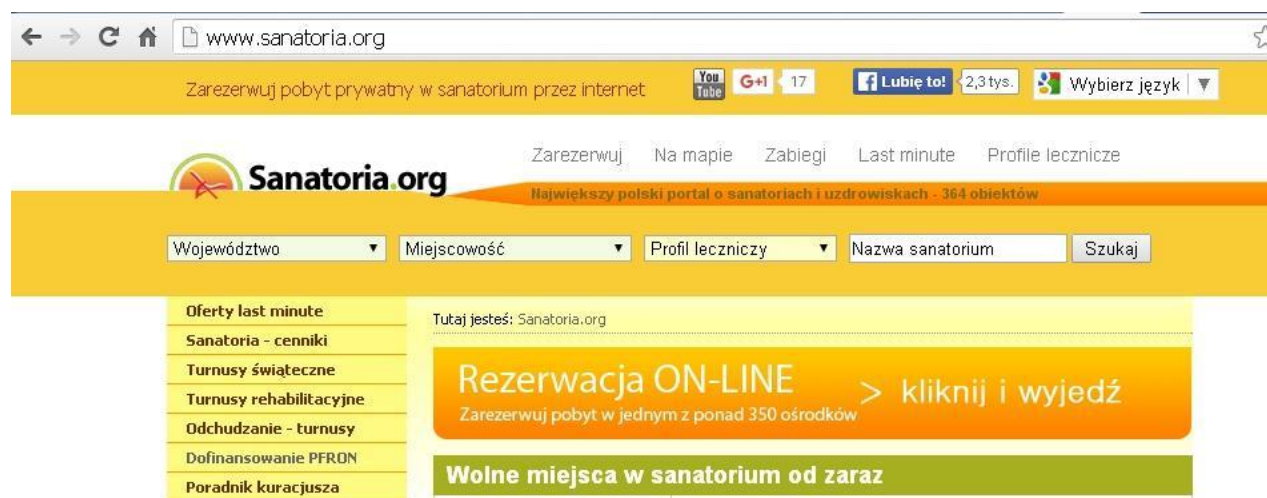 www.sanatoria.org
Zarezerwuj pobyt prywatny w sanatorium przez internet
You Tube
G+1 17
Lubię to! 2,3 tys.
Wybierz język
Zarezerwuj Na mapie Zabiegi Last minute Profile lecznicze
Sanatoria.org
Największy polski portal o sanatoriach i uzdrowiskach - 364 obiektów
Województwo Miejscowość Profil leczniczy Nazwa sanatorium Szukaj
Oferty last minute
Sanatoria - cenniki
Turnusy świąteczne
Turnusy rehabilitacyjne
Odchudzanie - turnusy
Dofinansowanie PFRON
Poradnik kuracjusza
Tutaj jesteś: Sanatoria.org
Rezerwacja ON-LINE
Zarezerwuj pobyt w jednym z ponad 350 ośrodków
> kliknij i wyjedź
Wolne miejsca w sanatorium od zaraz